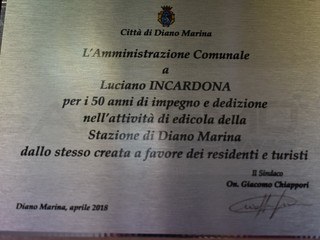 Città di Diano Marina
L'Amministrazione Comunale
a
Luciano INCARDONA
per i 50 anni di impegno e dedizione
nell'attività di edicola della
Stazione di Diano Marina
dallo stesso creata a favore dei residenti e turisti
Il Sindaco
On. Giacomo Chiappori
Diano Marina, aprile 2018